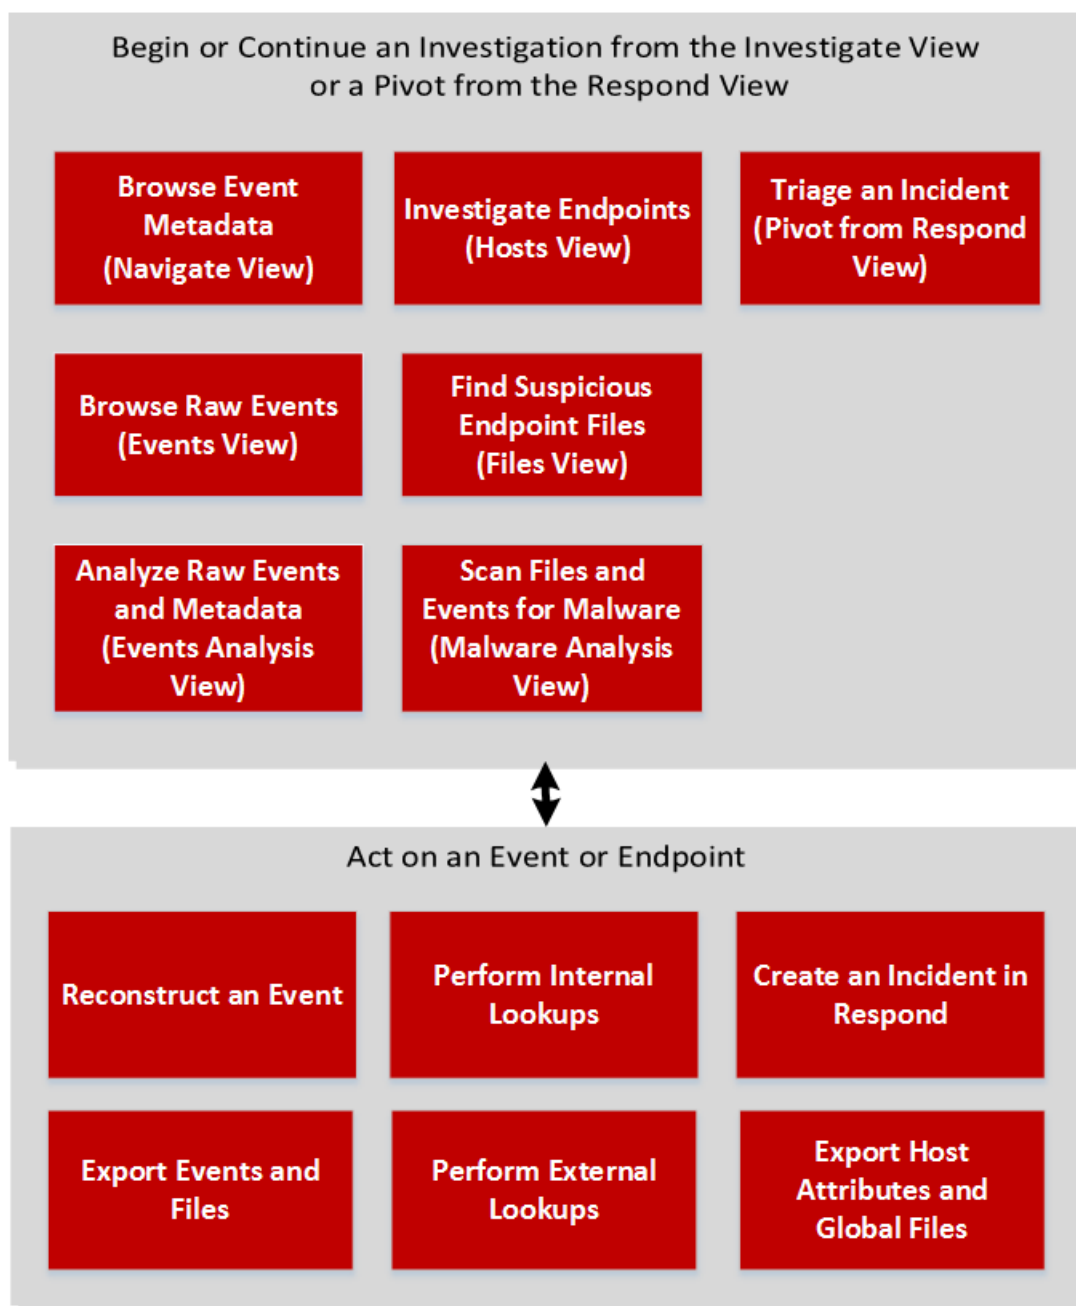 Begin or Continue an Investigation from the Investigate View
or a Pivot from the Respond View
Browse Event
Metadata
(Navigate View)
Investigate Endpoints
(Hosts View)
Triage an Incident
(Pivot from Respond
View)
Browse Raw Events
(Events View)
Find Suspicious
Endpoint Files
(Files View)
Analyze Raw Events
and Metadata
(Events Analysis
View)
Scan Files and
Events for Malware
(Malware Analysis
View)
Act on an Event or Endpoint
Reconstruct an Event
Perform Internal
Lookups
Create an Incident in
Respond
Export Events and
Files
Perform External
Lookups
Export Host
Attributes and
Global Files